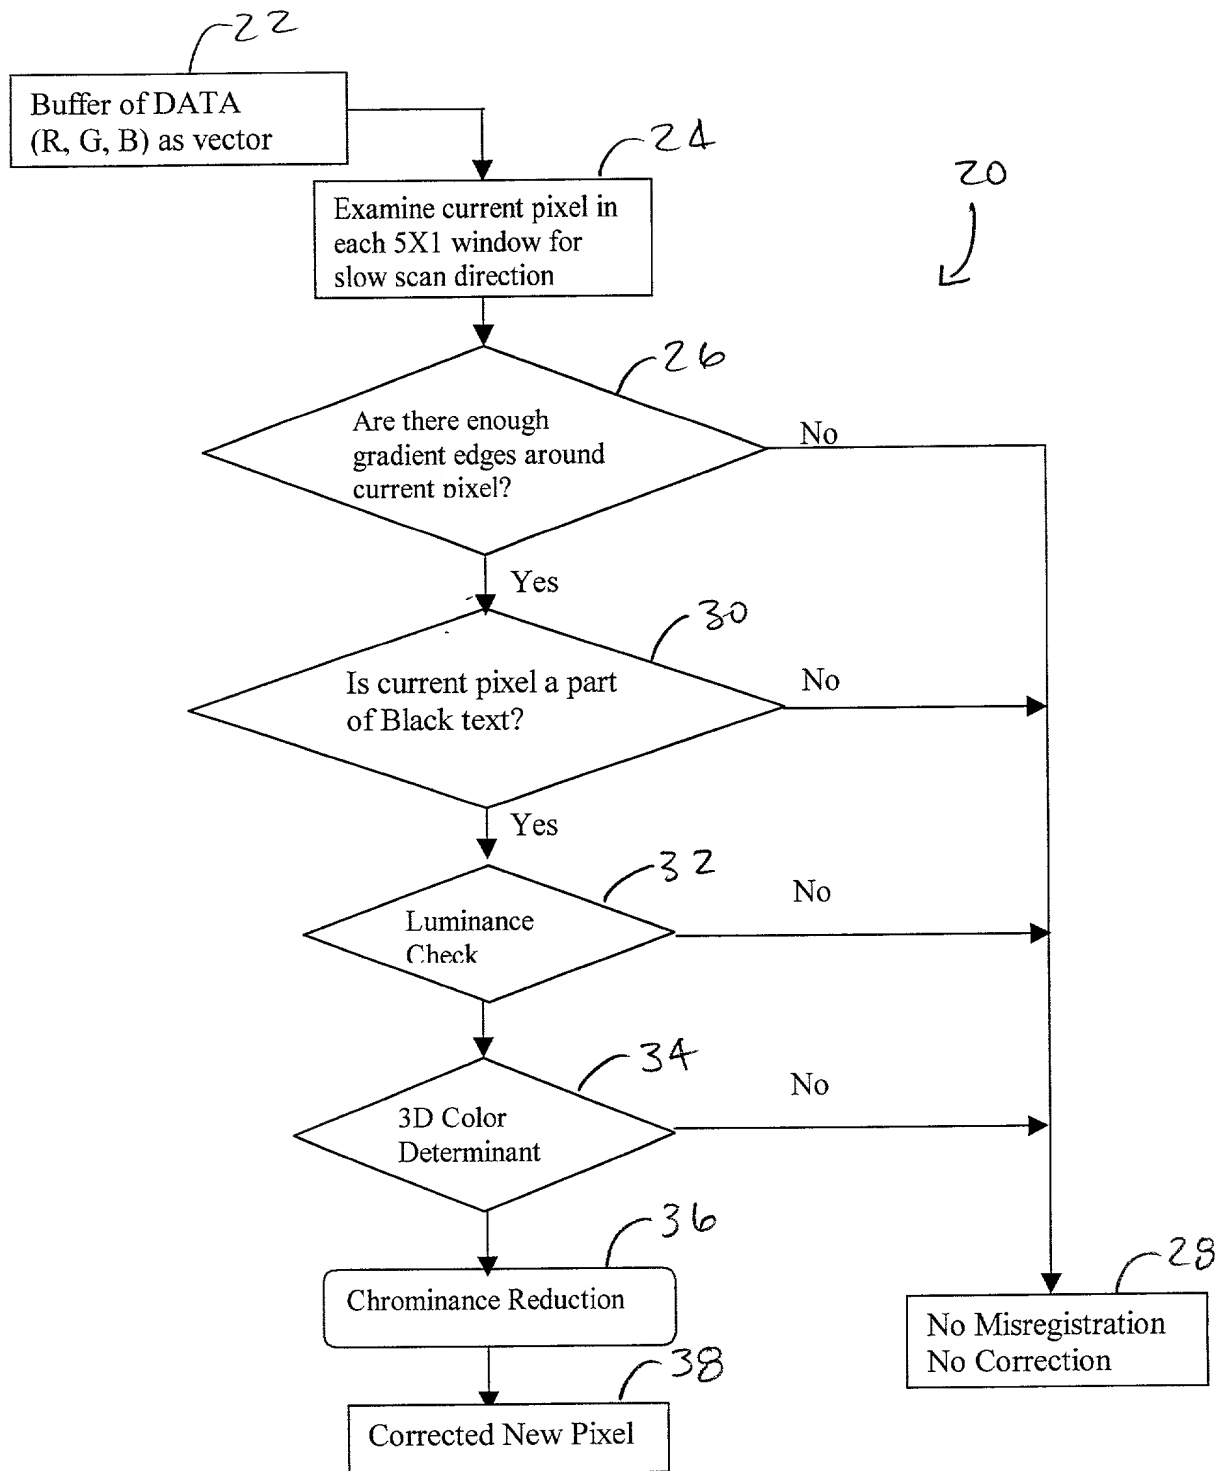 22
Buffer of DATA
(R, G, B) as vector
24
20
Examine current pixel in
each 5X1 window for
slow scan direction
26
Are there enough
gradient edges around
current pixel?
No
Yes
30
Is current pixel a part
of Black text?
No
Yes
32
Luminance
Check
No
34
3D Color
Determinant
No
36
Chrominance Reduction
28
No Misregistration
No Correction
38
Corrected New Pixel